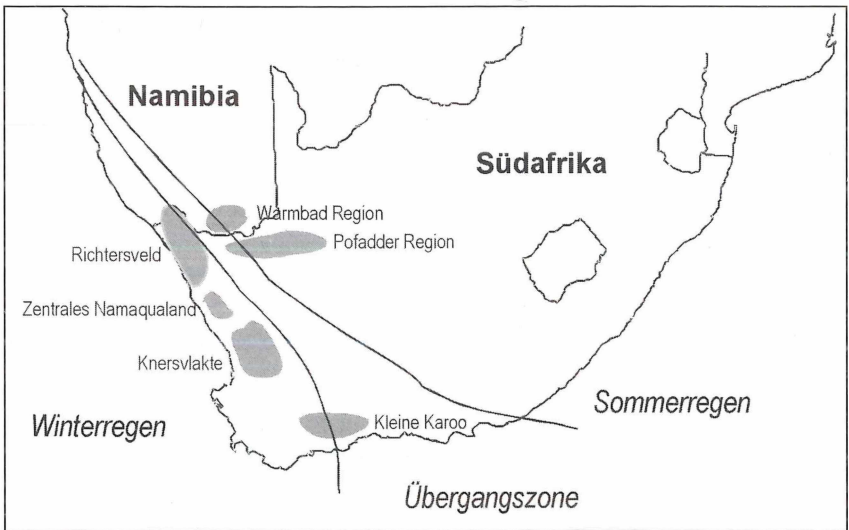 Namibia
Südafrika
Warmbad Region
Pofadder Region
Richtersveld
Zentrales Namaqualand
Knersvlakte
Kleine Karoo
Sommerregen
Winterregen
Übergangszone